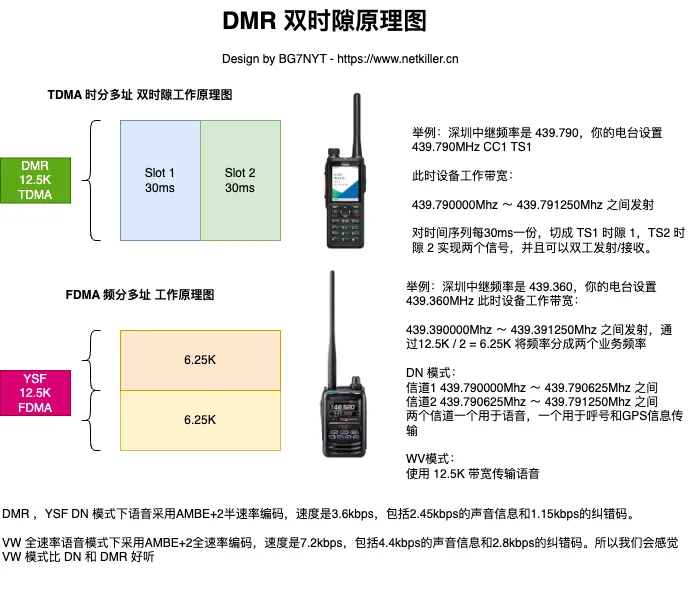 DMR 双时隙原理图
Design by BG7NYT - https://www.netkiller.cn
TDMA 时分多址 双时隙工作原理图
DMR
12.5K
TDMA
Slot 1
30ms
Slot 2
30ms
举例：深圳中继频率是 439.790，你的电台设置
439.790MHz CC1 TS1
此时设备工作带宽：
439.790000Mhz ～ 439.791250Mhz 之间发射
对时间序列每30ms一份，切成 TS1 时隙 1，TS2 时
隙 2 实现两个信号，并且可以双工发射/接收。
FDMA 频分多址 工作原理图
YSF
12.5K
FDMA
6.25K
6.25K
146.520
举例：深圳中继频率是 439.360，你的电台设置
439.360MHz 此时设备工作带宽：
439.390000Mhz ～ 439.391250Mhz 之间发射，通
过12.5K / 2 = 6.25K 将频率分成两个业务频率
DN 模式：
信道1 439.790000Mhz ～ 439.790625Mhz 之间
信道2 439.790625Mhz ～ 439.791250Mhz 之间
两个信道一个用于语音，一个用于呼号和GPS信息传
输
WV模式：
使用 12.5K 带宽传输语音
DMR ，YSF DN 模式下语音采用AMBE+2半速率编码，速度是3.6kbps，包括2.45kbps的声音信息和1.15kbps的纠错码。
VW 全速率语音模式下采用AMBE+2全速率编码，速度是7.2kbps，包括4.4kbps的声音信息和2.8kbps的纠错码。所以我们会感觉
VW 模式比 DN 和 DMR 好听